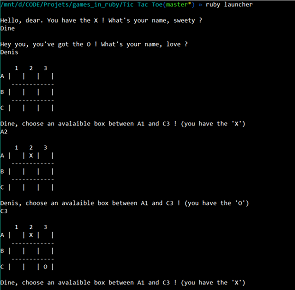 /mnt/d/CODE/Projets/games_in_ruby/Tic Tac Toe(master*) » ruby launcher
Hello, dear. You have the X ! What's your name, sweety ?
Dine
Hey you, you've got the O ! What's your name, love ?
Denis
1 2 3
A | | | |
------------
B | | | |
------------
C | | | |
Dine, choose an avalaible box between A1 and C3 ! (you have the 'X')
A2
1 2 3
A | | X | |
------------
B | | | |
------------
C | | | |
Denis, choose an avalaible box between A1 and C3 ! (you have the 'O')
C3
1 2 3
A | | X | |
------------
B | | | |
------------
C | | | O |
Dine, choose an avalaible box between A1 and C3 ! (you have the 'X')